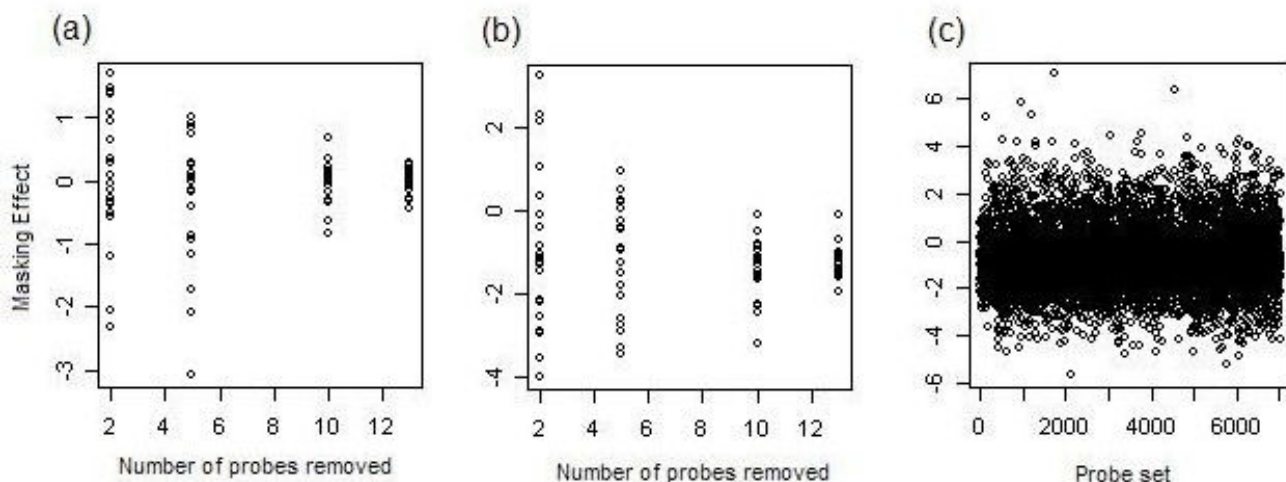 (a)
(b)
(c)
Masking Effect
1
0
-1
-2
-3
2 4 6 8 10 12
Number of probes removed
2
0
-2
-4
2 4 6 8 10 12
Number of probes removed
6
4
2
0
-2
-4
-6
0 2000 4000 6000
Probe set